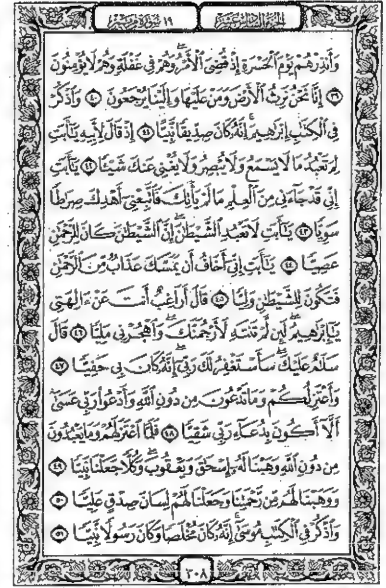 الجزء السادس عشر
١٩ سورة مريم
وَأَنذِرْهُمْ يَوْمَ ٱلْحَسْرَةِ إِذْ قُضِىَ ٱلْأَمْرُ وَهُمْ فِى غَفْلَةٍ وَهُمْ لَا يُؤْمِنُونَ
٣٩ إِنَّا نَحْنُ نَرِثُ ٱلْأَرْضَ وَمَنْ عَلَيْهَا وَإِلَيْنَا يُرْجَعُونَ ٤٠ وَٱذْكُرْ
فِى ٱلْكِتَٰبِ إِبْرَٰهِيمَ إِنَّهُۥ كَانَ صِدِّيقًا نَّبِيًّا ٤١ إِذْ قَالَ لِأَبِيهِ يَٰٓأَبَتِ
لِمَ تَعْبُدُ مَا لَا يَسْمَعُ وَلَا يُبْصِرُ وَلَا يُغْنِى عَنكَ شَيْـًٔا ٤٢ يَٰٓأَبَتِ
إِنِّى قَدْ جَآءَنِى مِنَ ٱلْعِلْمِ مَا لَمْ يَأْتِكَ فَٱتَّبِعْنِىٓ أَهْدِكَ صِرَٰطًا
سَوِيًّا ٤٣ يَٰٓأَبَتِ لَا تَعْبُدِ ٱلشَّيْطَٰنَ إِنَّ ٱلشَّيْطَٰنَ كَانَ لِلرَّحْمَٰنِ
عَصِيًّا ٤٤ يَٰٓأَبَتِ إِنِّىٓ أَخَافُ أَن يَمَسَّكَ عَذَابٌ مِّنَ ٱلرَّحْمَٰنِ
فَتَكُونَ لِلشَّيْطَٰنِ وَلِيًّا ٤٥ قَالَ أَرَاغِبٌ أَنتَ عَنْ ءَالِهَتِى
يَٰٓإِبْرَٰهِيمُ لَئِن لَّمْ تَنتَهِ لَأَرْجُمَنَّكَ وَٱهْجُرْنِى مَلِيًّا ٤٦ قَالَ
سَلَٰمٌ عَلَيْكَ سَأَسْتَغْفِرُ لَكَ رَبِّىٓ إِنَّهُۥ كَانَ بِى حَفِيًّا ٤٧
وَأَعْتَزِلُكُمْ وَمَا تَدْعُونَ مِن دُونِ ٱللَّهِ وَأَدْعُوا۟ رَبِّى عَسَىٰٓ
أَلَّآ أَكُونَ بِدُعَآءِ رَبِّى شَقِيًّا ٤٨ فَلَمَّا ٱعْتَزَلَهُمْ وَمَا يَعْبُدُونَ
مِن دُونِ ٱللَّهِ وَهَبْنَا لَهُۥٓ إِسْحَٰقَ وَيَعْقُوبَ وَكُلًّا جَعَلْنَا نَبِيًّا ٤٩
وَوَهَبْنَا لَهُم مِّن رَّحْمَتِنَا وَجَعَلْنَا لَهُمْ لِسَانَ صِدْقٍ عَلِيًّا ٥٠
وَٱذْكُرْ فِى ٱلْكِتَٰبِ مُوسَىٰٓ إِنَّهُۥ كَانَ مُخْلَصًا وَكَانَ رَسُولًا نَّبِيًّا ٥١
٣٠٨